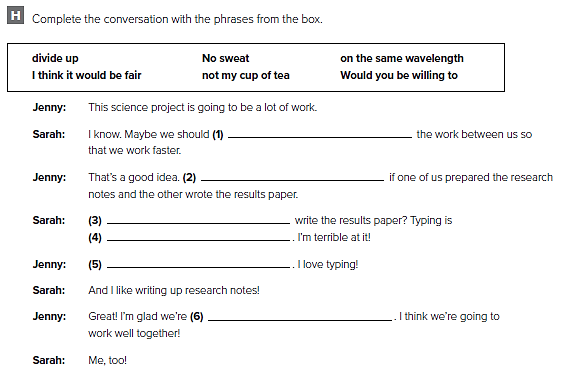 H Complete the conversation with the phrases from the box.
divide up No sweat on the same wavelength
I think it would be fair not my cup of tea Would you be willing to
Jenny: This science project is going to be a lot of work.
Sarah: I know. Maybe we should (1) ______ the work between us so
that we work faster.
Jenny: That's a good idea. (2) ______ if one of us prepared the research
notes and the other wrote the results paper.
Sarah: (3) ______ write the results paper? Typing is
(4) ______. I'm terrible at it!
Jenny: (5) ______. I love typing!
Sarah: And I like writing up research notes!
Jenny: Great! I'm glad we're (6) ______. I think we're going to
work well together!
Sarah: Me, too!